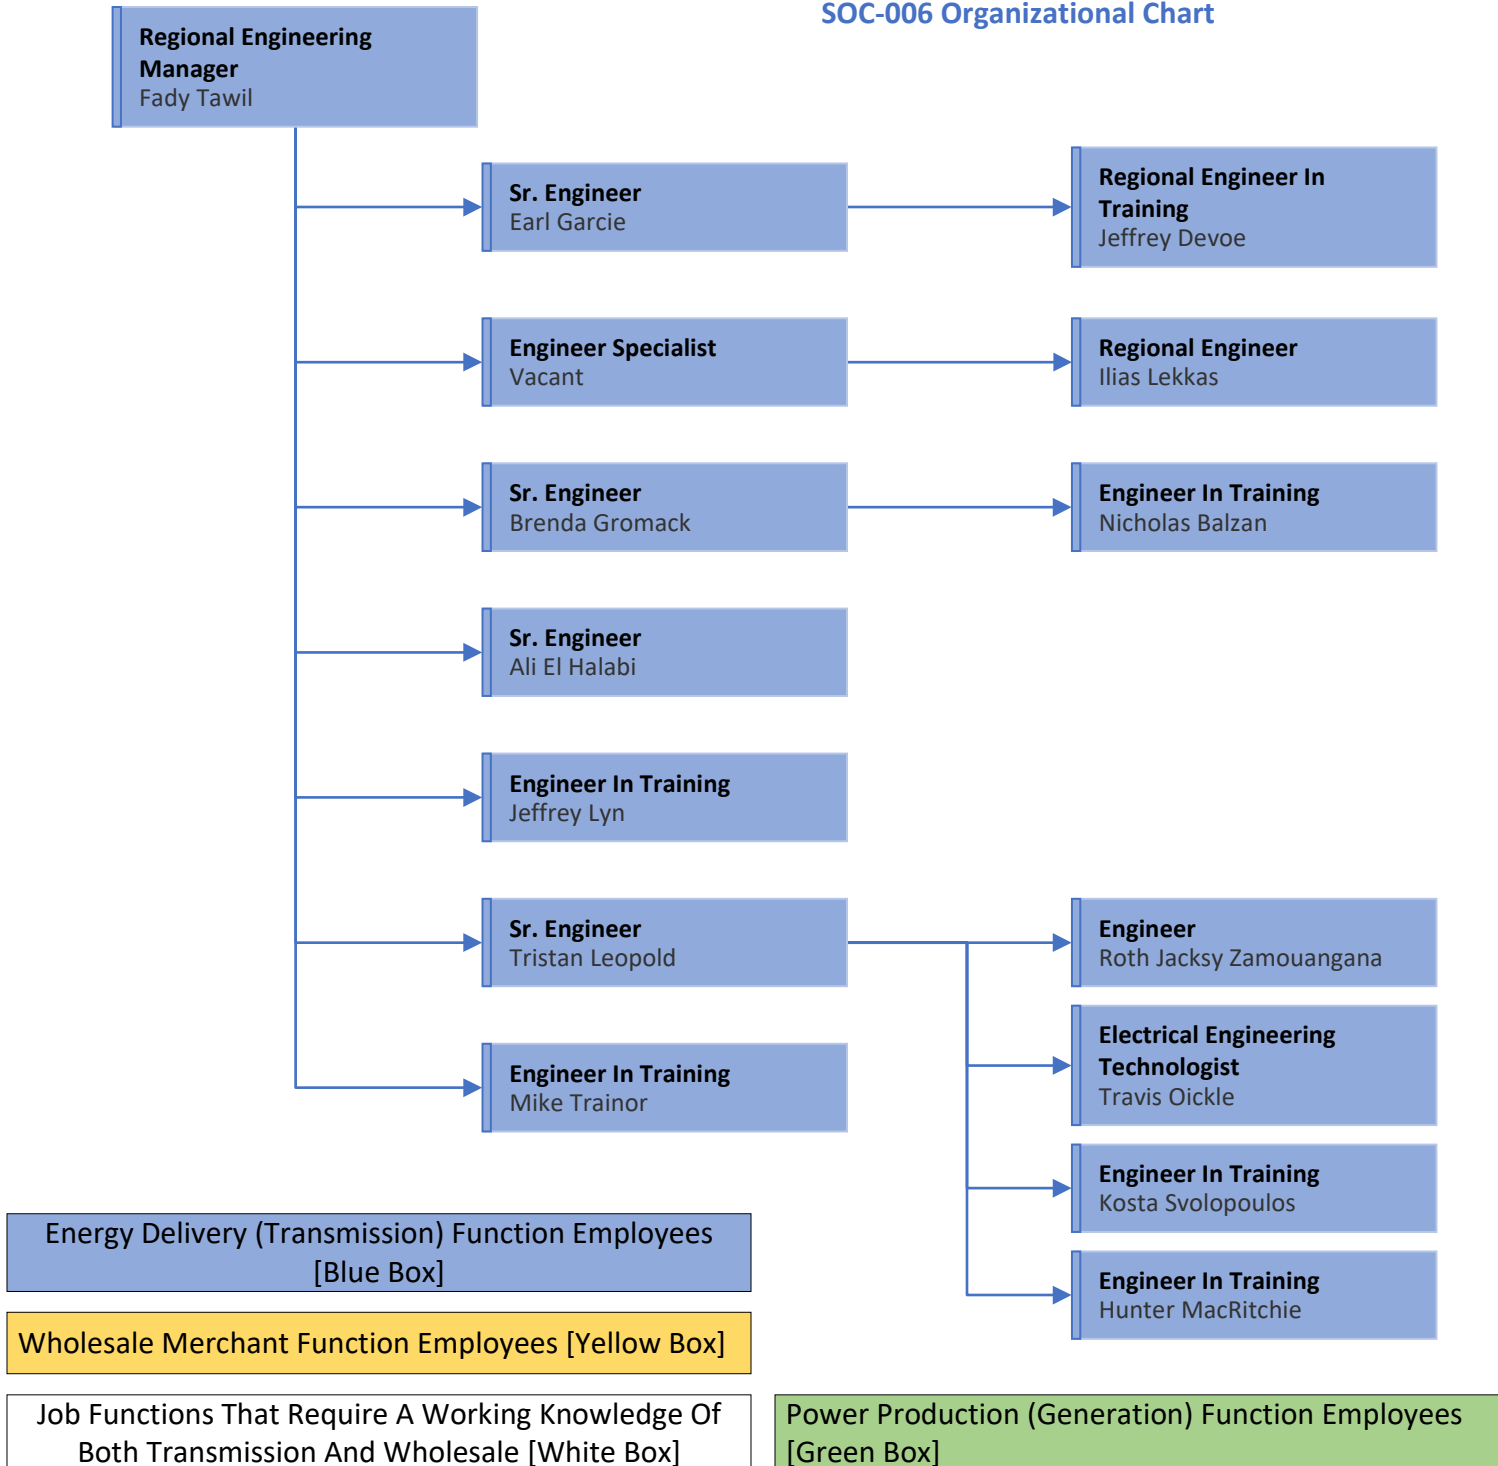 SOC-006 Organizational Chart
Regional Engineering
Manager
Fady Tawil
Sr. Engineer
Earl Garcie
Regional Engineer In
Training
Jeffrey Devoe
Engineer Specialist
Vacant
Regional Engineer
Ilias Lekkas
Sr. Engineer
Brenda Gromack
Engineer In Training
Nicholas Balzan
Sr. Engineer
Ali El Halabi
Engineer In Training
Jeffrey Lyn
Sr. Engineer
Tristan Leopold
Engineer
Roth Jacksy Zamouangana
Electrical Engineering
Technologist
Travis Oickle
Engineer In Training
Mike Trainor
Engineer In Training
Kosta Svolopoulos
Engineer In Training
Hunter MacRitchie
Energy Delivery (Transmission) Function Employees
[Blue Box]
Wholesale Merchant Function Employees [Yellow Box]
Job Functions That Require A Working Knowledge Of
Both Transmission And Wholesale [White Box]
Power Production (Generation) Function Employees
[Green Box]